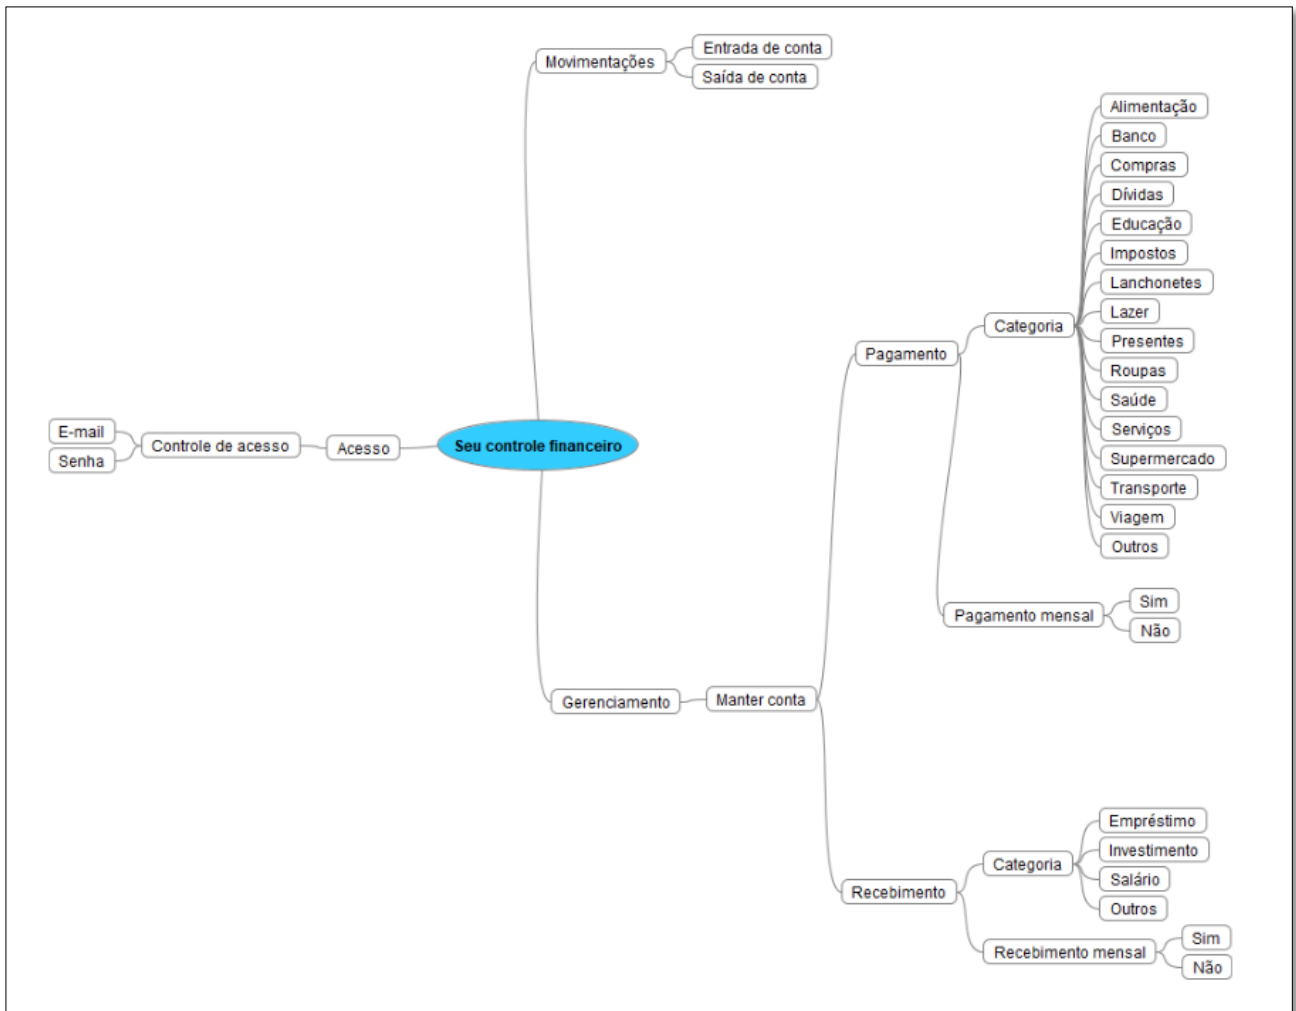 Movimentações
Entrada de conta
Saída de conta
E-mail
Senha
Controle de acesso
Acesso
Seu controle financeiro
Gerenciamento
Manter conta
Pagamento
Categoria
Alimentação
Banco
Compras
Dívidas
Educação
Impostos
Lanchonetes
Lazer
Presentes
Roupas
Saúde
Serviços
Supermercado
Transporte
Viagem
Outros
Pagamento mensal
Sim
Não
Recebimento
Categoria
Empréstimo
Investimento
Salário
Outros
Recebimento mensal
Sim
Não